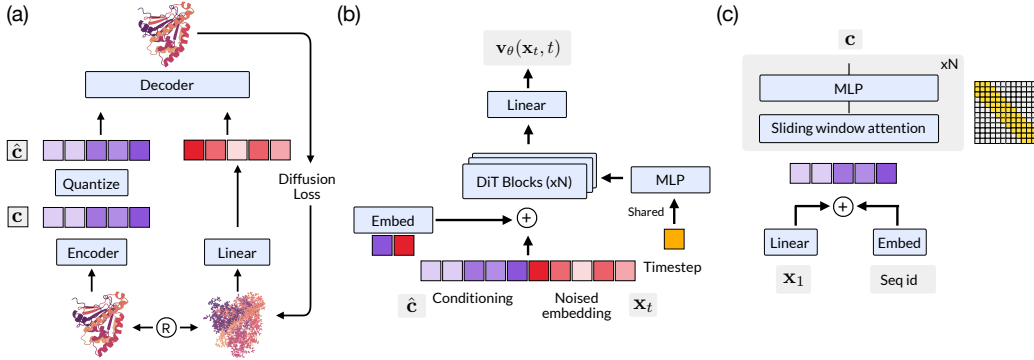 (a)
Decoder
ĉ
Quantize
c
Encoder
Linear
R
Diffusion
Loss
(b)
v_θ(x_t, t)
Linear
DiT Blocks (xN)
MLP
Embed
+
Shared
Timestep
Conditioning
Noised
embedding
ĉ
x_t
(c)
c
xN
MLP
Sliding window attention
+
Linear
Embed
x_1
Seq id